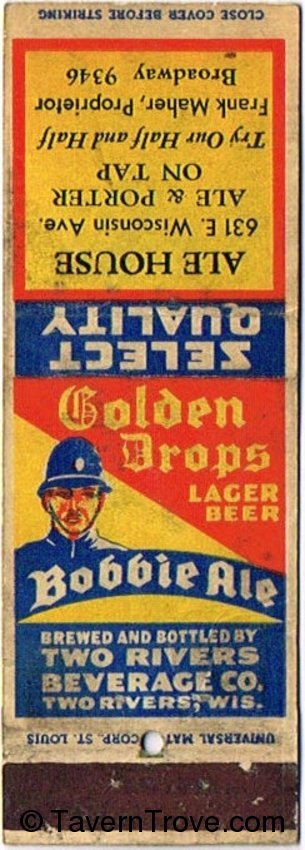 CLOSE COVER BEFORE STRIKING
ALE HOUSE
631 E. Wisconsin Ave.
ALE & PORTER
ON TAP
Try Our Half and Half
Frank Maher, Proprietor
Broadway 9346
SELECT
QUALITY
Golden
Drops
LAGER
BEER
Bobbie Ale
BREWED AND BOTTLED BY
TWO RIVERS
BEVERAGE CO.
TWO RIVERS, WIS.
UNIVERSAL MATCH CORP. ST. LOUIS
© TavernTrove.com